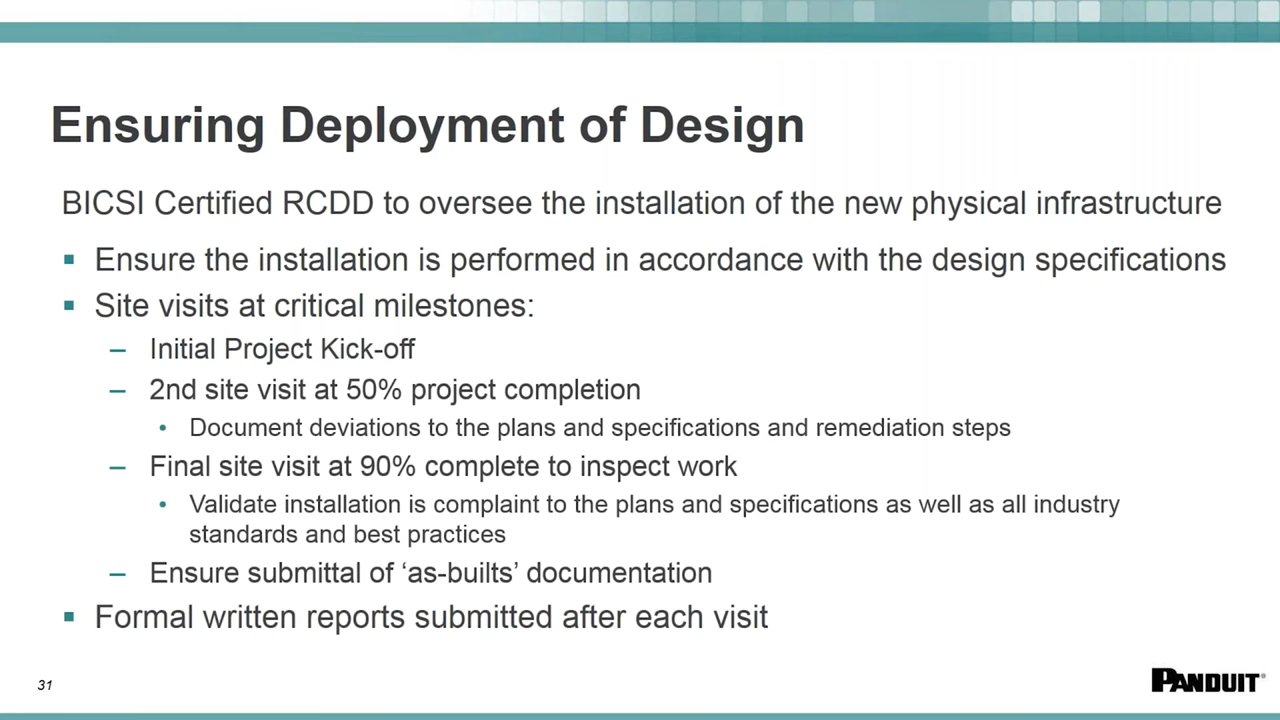 Ensuring Deployment of Design
BICSI Certified RCDD to oversee the installation of the new physical infrastructure
▪ Ensure the installation is performed in accordance with the design specifications
▪ Site visits at critical milestones:
– Initial Project Kick-off
– 2nd site visit at 50% project completion
• Document deviations to the plans and specifications and remediation steps
– Final site visit at 90% complete to inspect work
• Validate installation is complaint to the plans and specifications as well as all industry
standards and best practices
– Ensure submittal of ‘as-builts’ documentation
▪ Formal written reports submitted after each visit
31
PANDUIT®